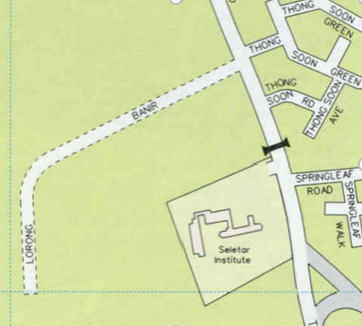 THONG
SOON
GREEN
THONG
SOON
GREEN
THONG
SOON RD
THONG SOON
AVE
BANIR
LORONG
SPRINGLEAF
ROAD
SPRINGLEAF
WALK
Seletar
Institute